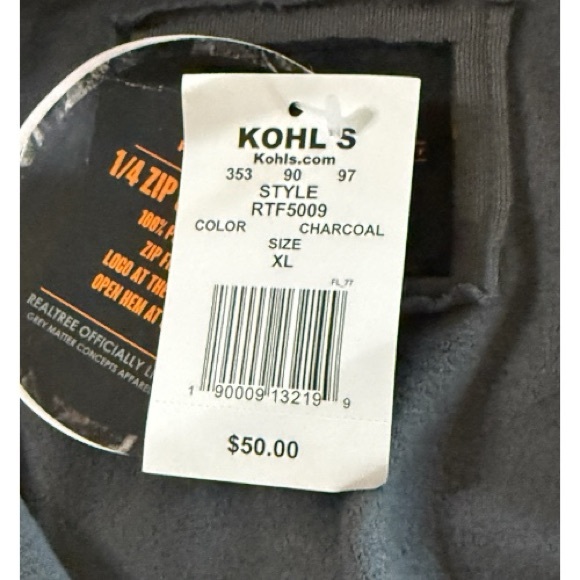 KOHL'S
Kohls.com
353 90 97
STYLE
RTF5009
COLOR CHARCOAL
SIZE
XL
FL_77
1 90009 13219 9
$50.00
1/4 ZIP
100%
ZIP
LOGO AT THE
OPEN HEM AT
REALTREE OFFICIALLY
GREY MATTER CONCEPTS APPAREL